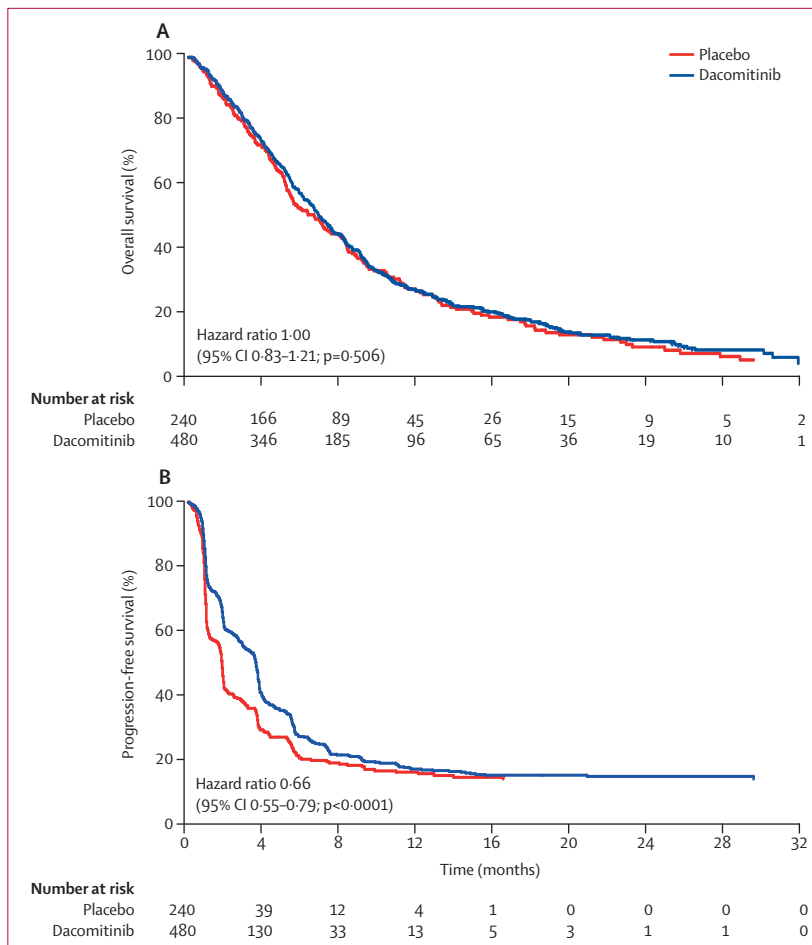 A
Placebo
Dacomitinib
100
80
60
40
20
0
Overall survival (%)
Hazard ratio 1·00
(95% CI 0·83–1·21; p=0·506)
Number at risk
Placebo 240 166 89 45 26 15 9 5 2
Dacomitinib 480 346 185 96 65 36 19 10 1
B
100
80
60
40
20
0
Progression-free survival (%)
Hazard ratio 0·66
(95% CI 0·55–0·79; p<0·0001)
0 4 8 12 16 20 24 28 32
Time (months)
Number at risk
Placebo 240 39 12 4 1 0 0 0 0
Dacomitinib 480 130 33 13 5 3 1 1 0